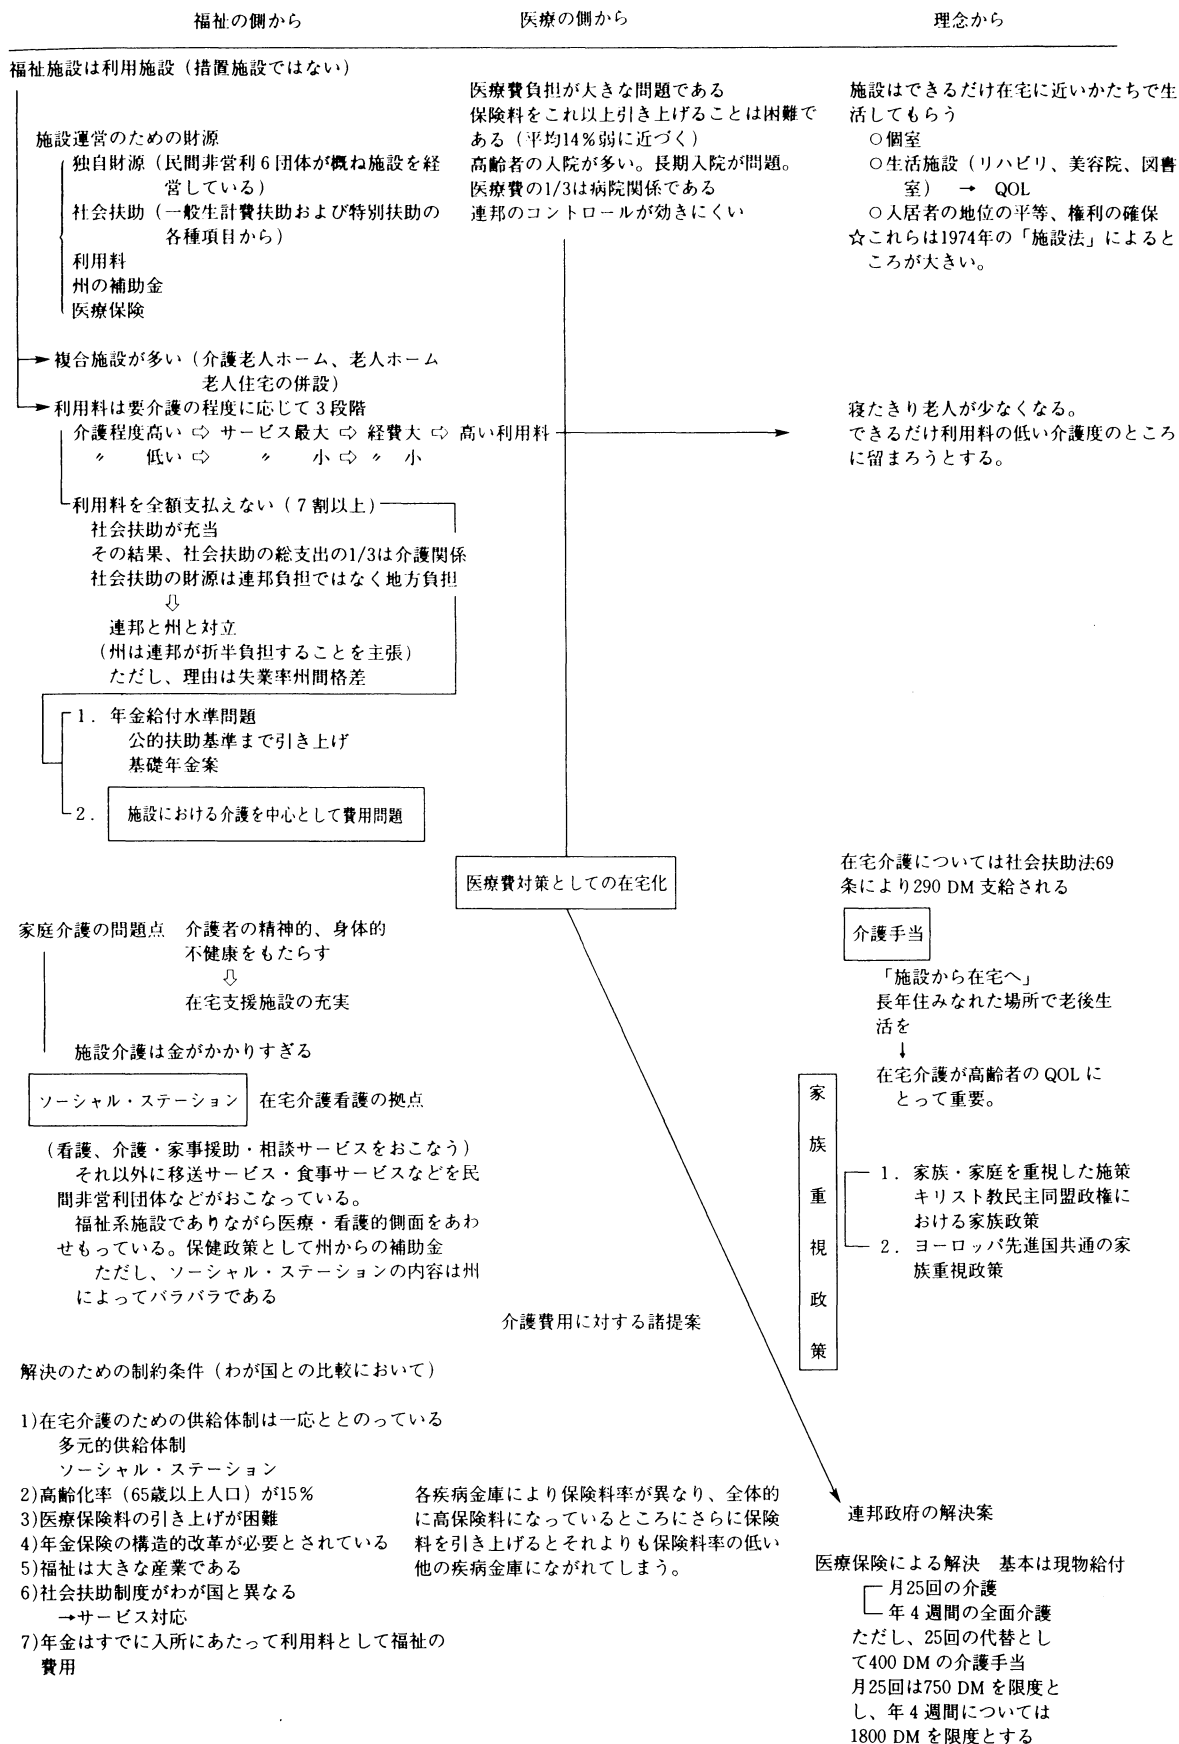 福祉の側から
医療の側から
理念から
福祉施設は利用施設（措置施設ではない）
施設運営のための財源
独自財源（民間非営利6団体が概ね施設を経
営している）
社会扶助（一般生計費扶助および特別扶助の
各種項目から）
利用料
州の補助金
医療保険
複合施設が多い（介護老人ホーム、老人ホーム
老人住宅の併設）
利用料は要介護の程度に応じて3段階
介護程度高い ⇨ サービス最大 ⇨ 経費大 ⇨ 高い利用料
〃 低い ⇨ 〃 小 ⇨ 〃 小
利用料を全額支払えない（7割以上）
社会扶助が充当
その結果、社会扶助の総支出の1/3は介護関係
社会扶助の財源は連邦負担ではなく地方負担
⇩
連邦と州と対立
（州は連邦が折半負担することを主張）
ただし、理由は失業率州間格差
1．年金給付水準問題
公的扶助基準まで引き上げ
基礎年金案
2．施設における介護を中心として費用問題
医療費負担が大きな問題である
保険料をこれ以上引き上げることは困難で
ある（平均14％弱に近づく）
高齢者の入院が多い。長期入院が問題。
医療費の1/3は病院関係である
連邦のコントロールが効きにくい
施設はできるだけ在宅に近いかたちで生
活してもらう
○個室
○生活施設（リハビリ、美容院、図書
室） → QOL
○入居者の地位の平等、権利の確保
☆これらは1974年の「施設法」によると
ころが大きい。
寝たきり老人が少なくなる。
できるだけ利用料の低い介護度のところ
に留まろうとする。
医療費対策としての在宅化
在宅介護については社会扶助法69
条により290 DM 支給される
介護手当
「施設から在宅へ」
長年住みなれた場所で老後生
活を
↓
在宅介護が高齢者の QOL に
とって重要。
家族重視政策
1．家族・家庭を重視した施策
キリスト教民主同盟政権に
おける家族政策
2．ヨーロッパ先進国共通の家
族重視政策
家庭介護の問題点 介護者の精神的、身体的
不健康をもたらす
⇩
在宅支援施設の充実
施設介護は金がかかりすぎる
ソーシャル・ステーション 在宅介護看護の拠点
（看護、介護・家事援助・相談サービスをおこなう）
それ以外に移送サービス・食事サービスなどを民
間非営利団体などがおこなっている。
福祉系施設でありながら医療・看護的側面をあわ
せもっている。保健政策として州からの補助金
ただし、ソーシャル・ステーションの内容は州
によってバラバラである
介護費用に対する諸提案
解決のための制約条件（わが国との比較において）
1)在宅介護のための供給体制は一応ととのっている
多元的供給体制
ソーシャル・ステーション
2)高齢化率（65歳以上人口）が15％
3)医療保険料の引き上げが困難
4)年金保険の構造的改革が必要とされている
5)福祉は大きな産業である
6)社会扶助制度がわが国と異なる
→サービス対応
7)年金はすでに入所にあたって利用料として福祉の
費用
各疾病金庫により保険料率が異なり、全体的
に高保険料になっているところにさらに保険
料を引き上げるとそれよりも保険料率の低い
他の疾病金庫にながれてしまう。
連邦政府の解決案
医療保険による解決 基本は現物給付
月25回の介護
年4週間の全面介護
ただし、25回の代替とし
て400 DM の介護手当
月25回は750 DM を限度と
し、年4週間については
1800 DM を限度とする